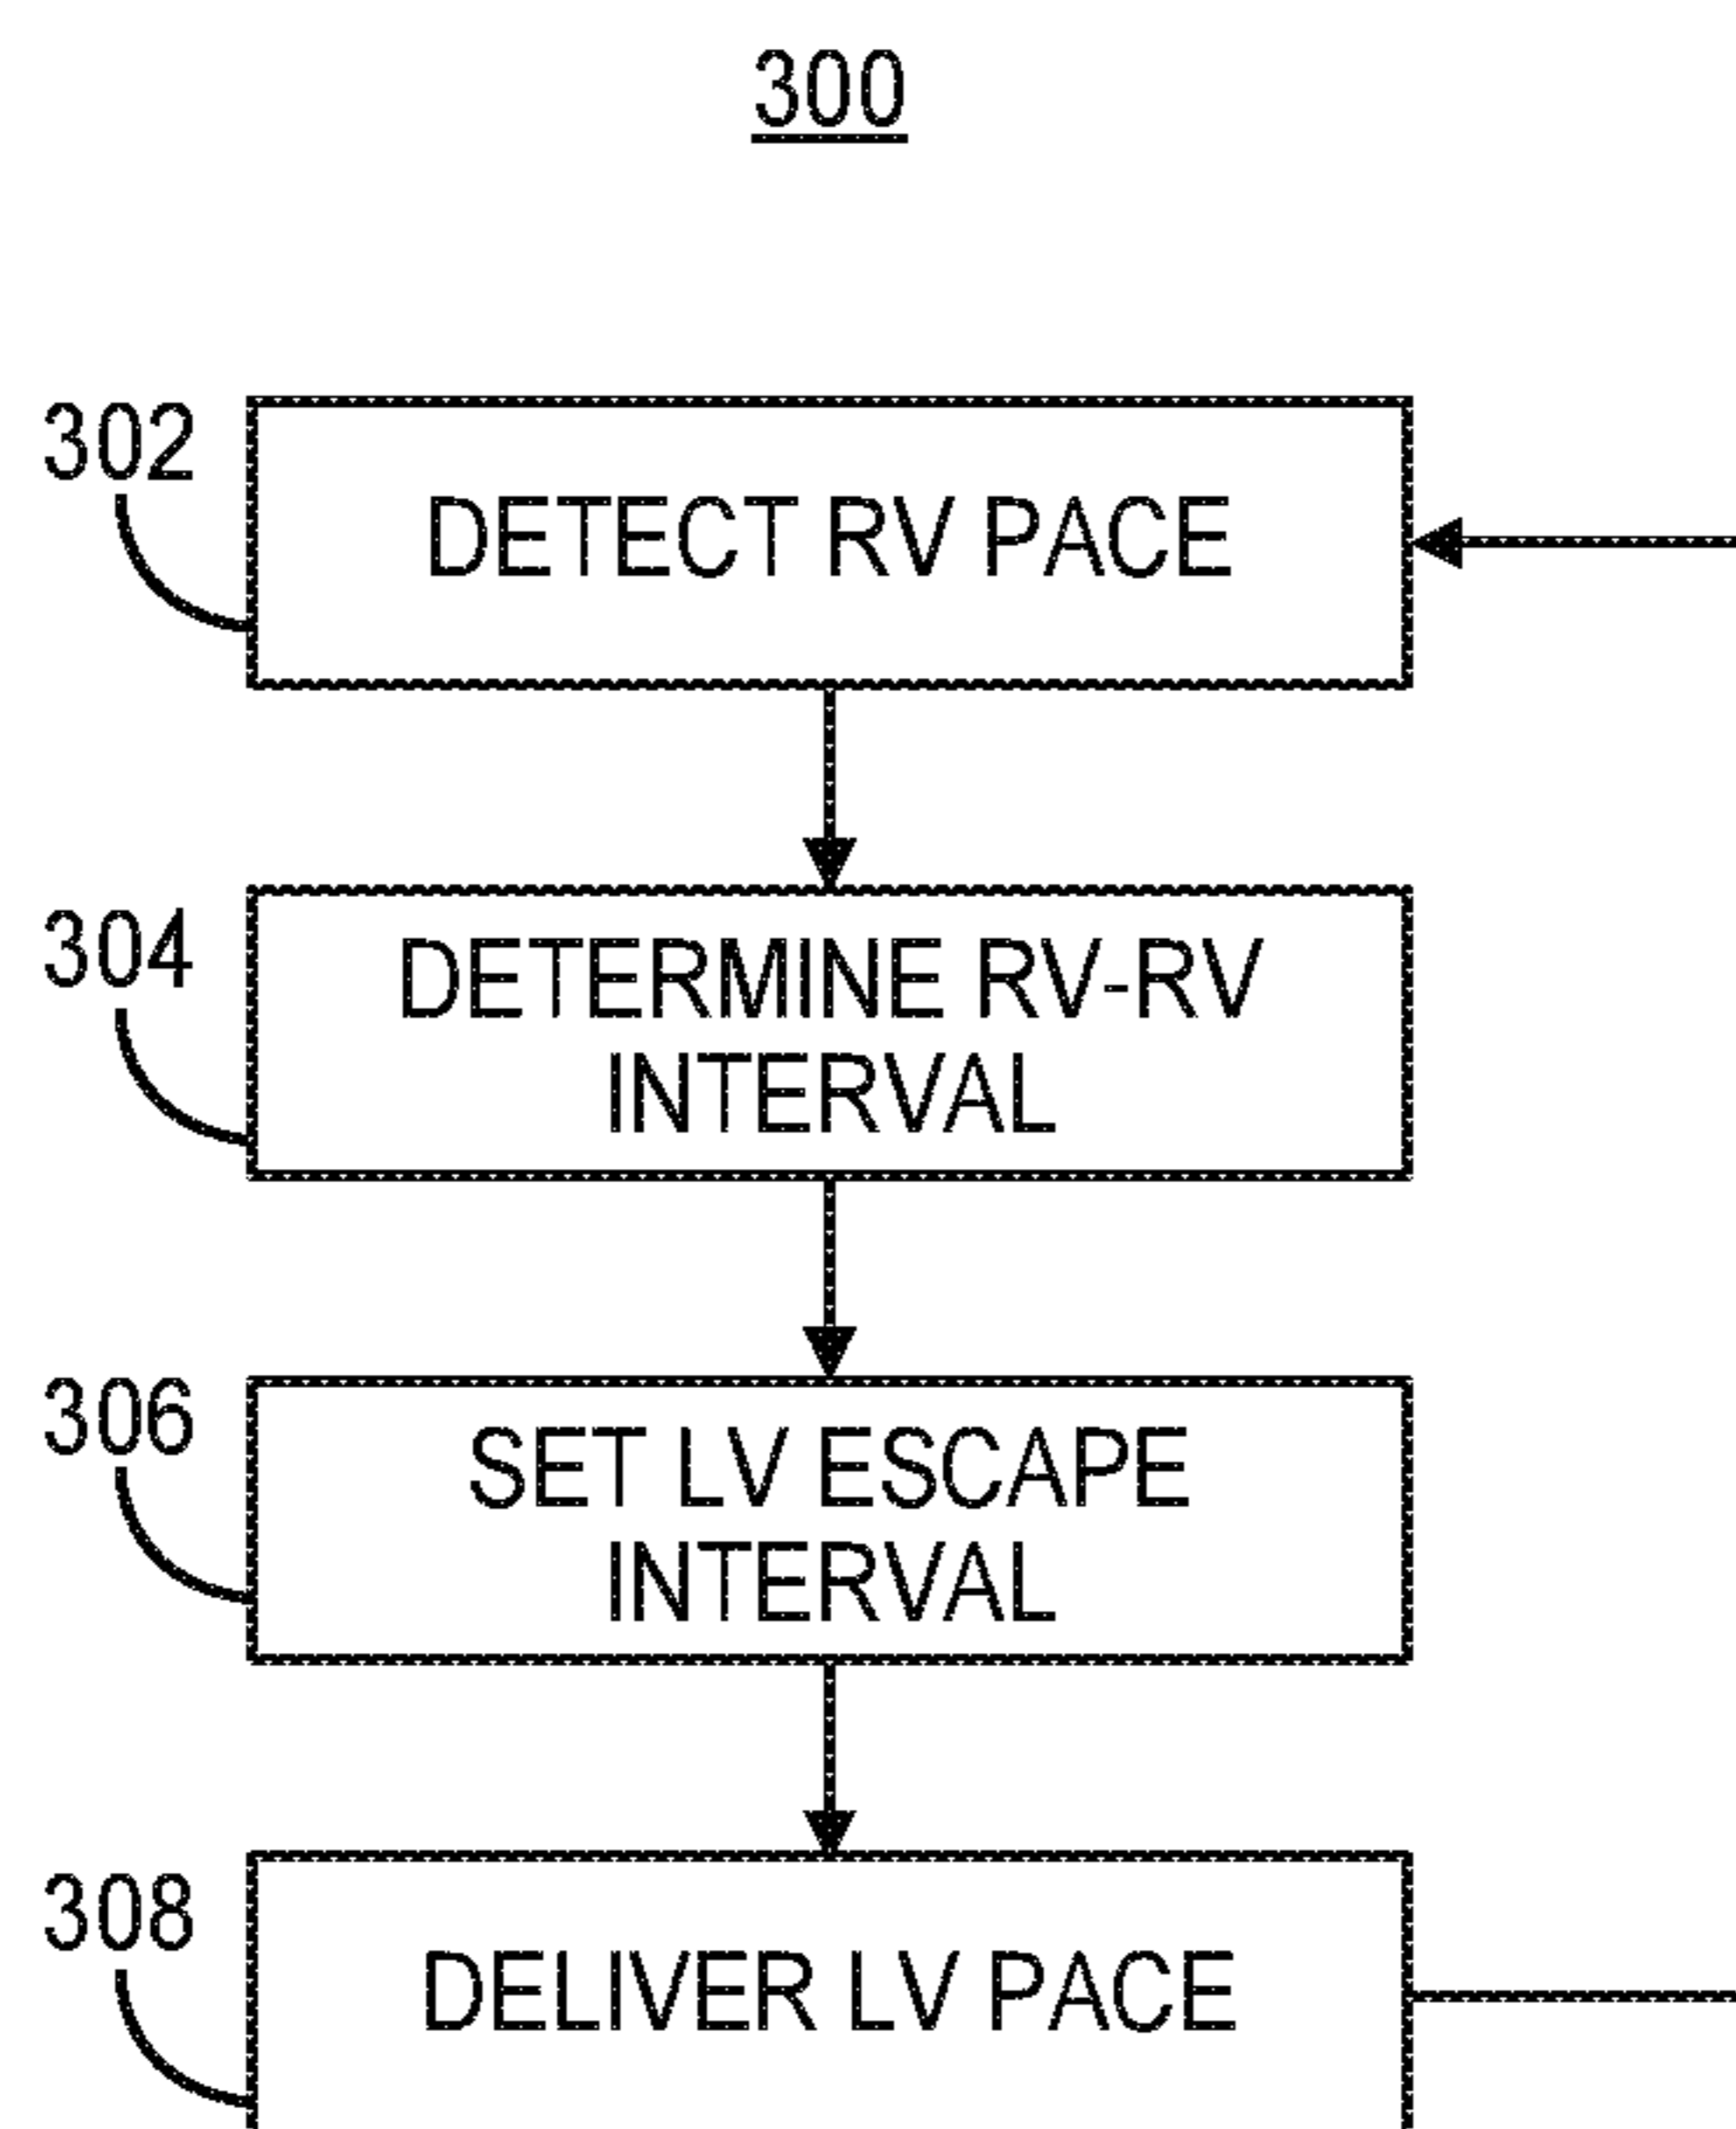 300
302
DETECT RV PACE
304
DETERMINE RV-RV
INTERVAL
306
SET LV ESCAPE
INTERVAL
308
DELIVER LV PACE